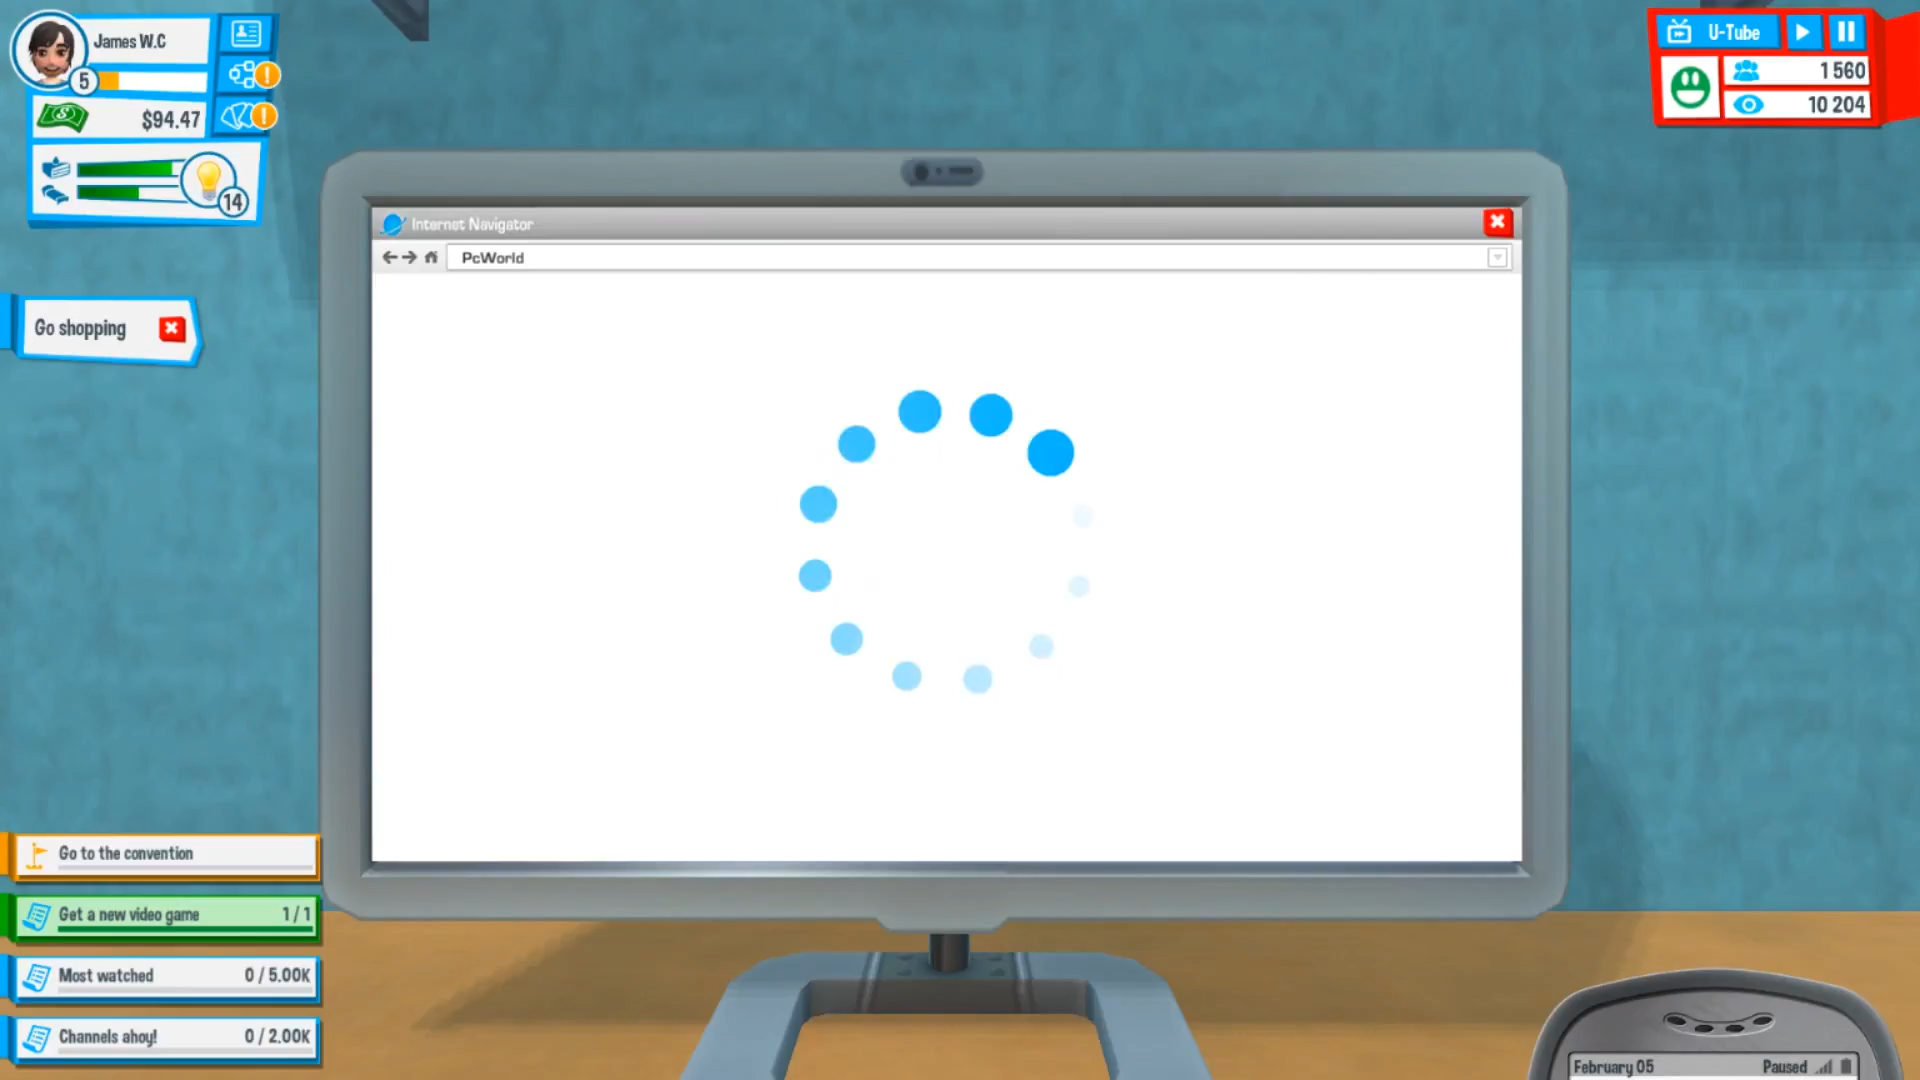 James W.C
5
$94.47
14
U-Tube
1 560
10 204
Internet Navigator
PcWorld
Go shopping
Go to the convention
Get a new video game 1 / 1
Most watched 0 / 5.00K
Channels ahoy! 0 / 2.00K
February 05 Paused